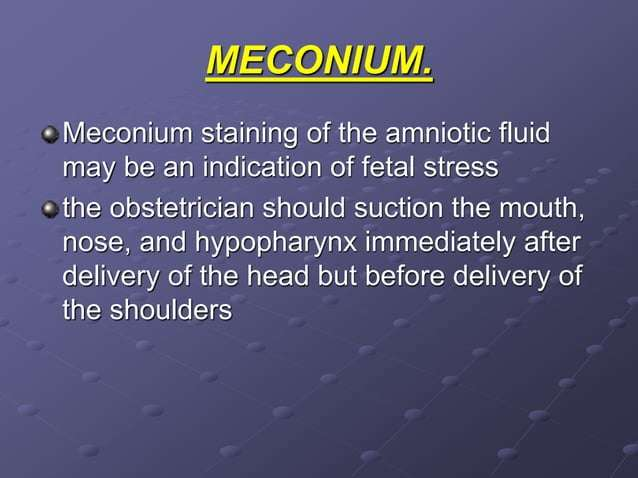 MECONIUM.
Meconium staining of the amniotic fluid
may be an indication of fetal stress
the obstetrician should suction the mouth,
nose, and hypopharynx immediately after
delivery of the head but before delivery of
the shoulders